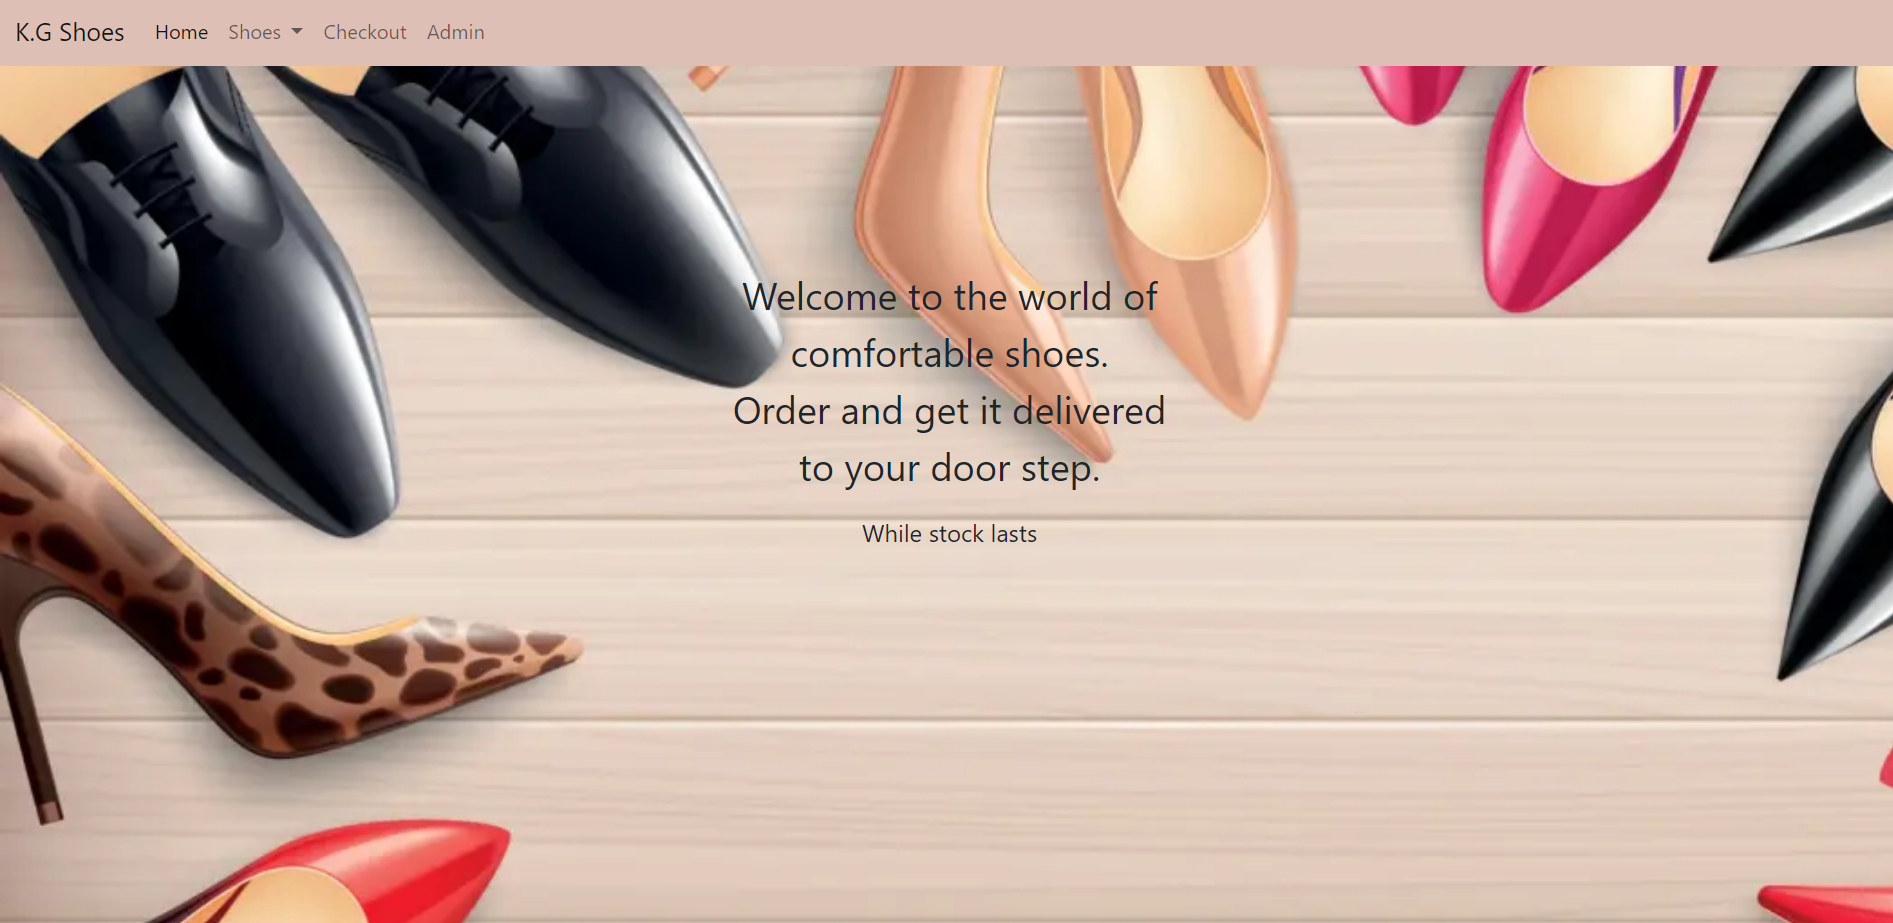 K.G Shoes Home Shoes Checkout Admin
Welcome to the world of
comfortable shoes.
Order and get it delivered
to your door step.
While stock lasts